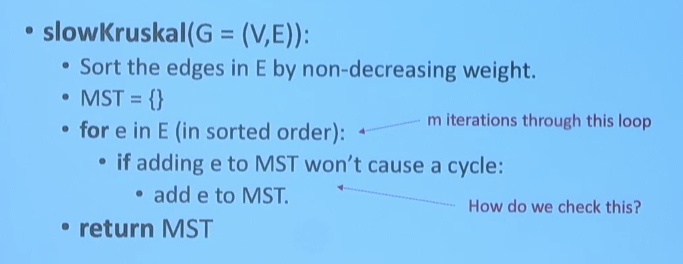 • slowKruskal(G = (V,E)):
• Sort the edges in E by non-decreasing weight.
• MST = {}
• for e in E (in sorted order):
m iterations through this loop
• if adding e to MST won't cause a cycle:
• add e to MST.
How do we check this?
• return MST